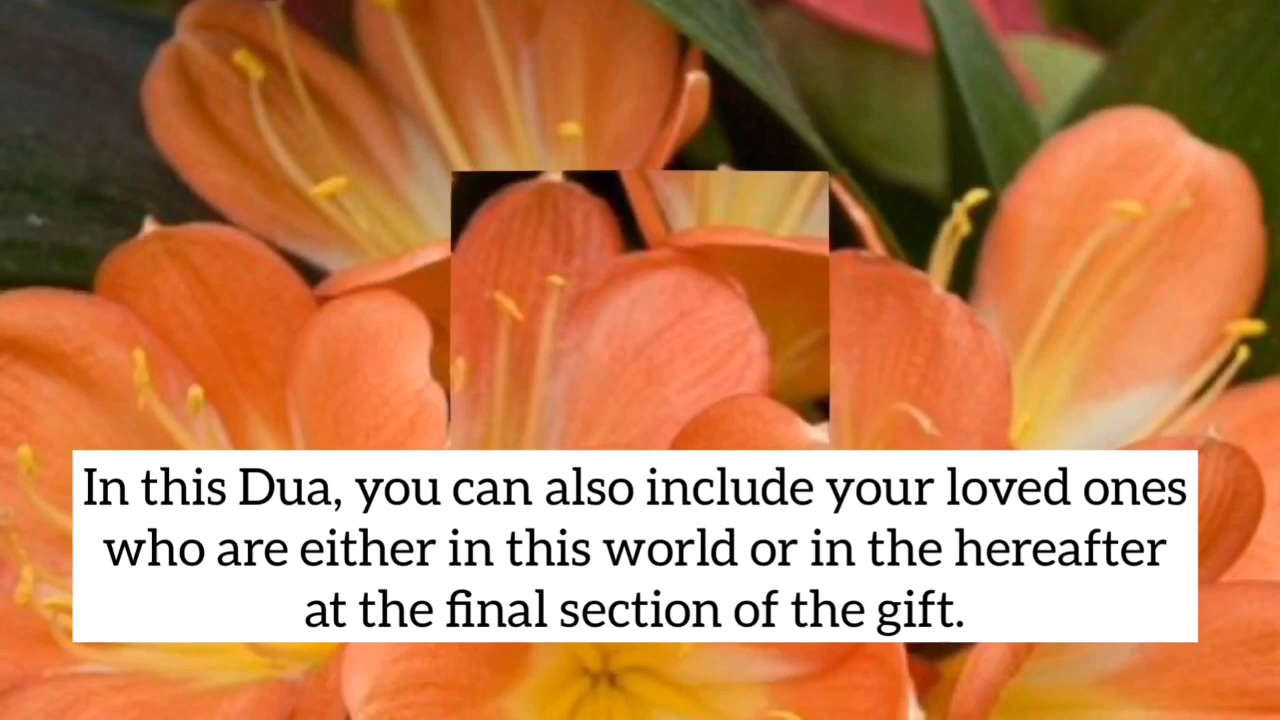 In this Dua, you can also include your loved ones
who are either in this world or in the hereafter
at the final section of the gift.